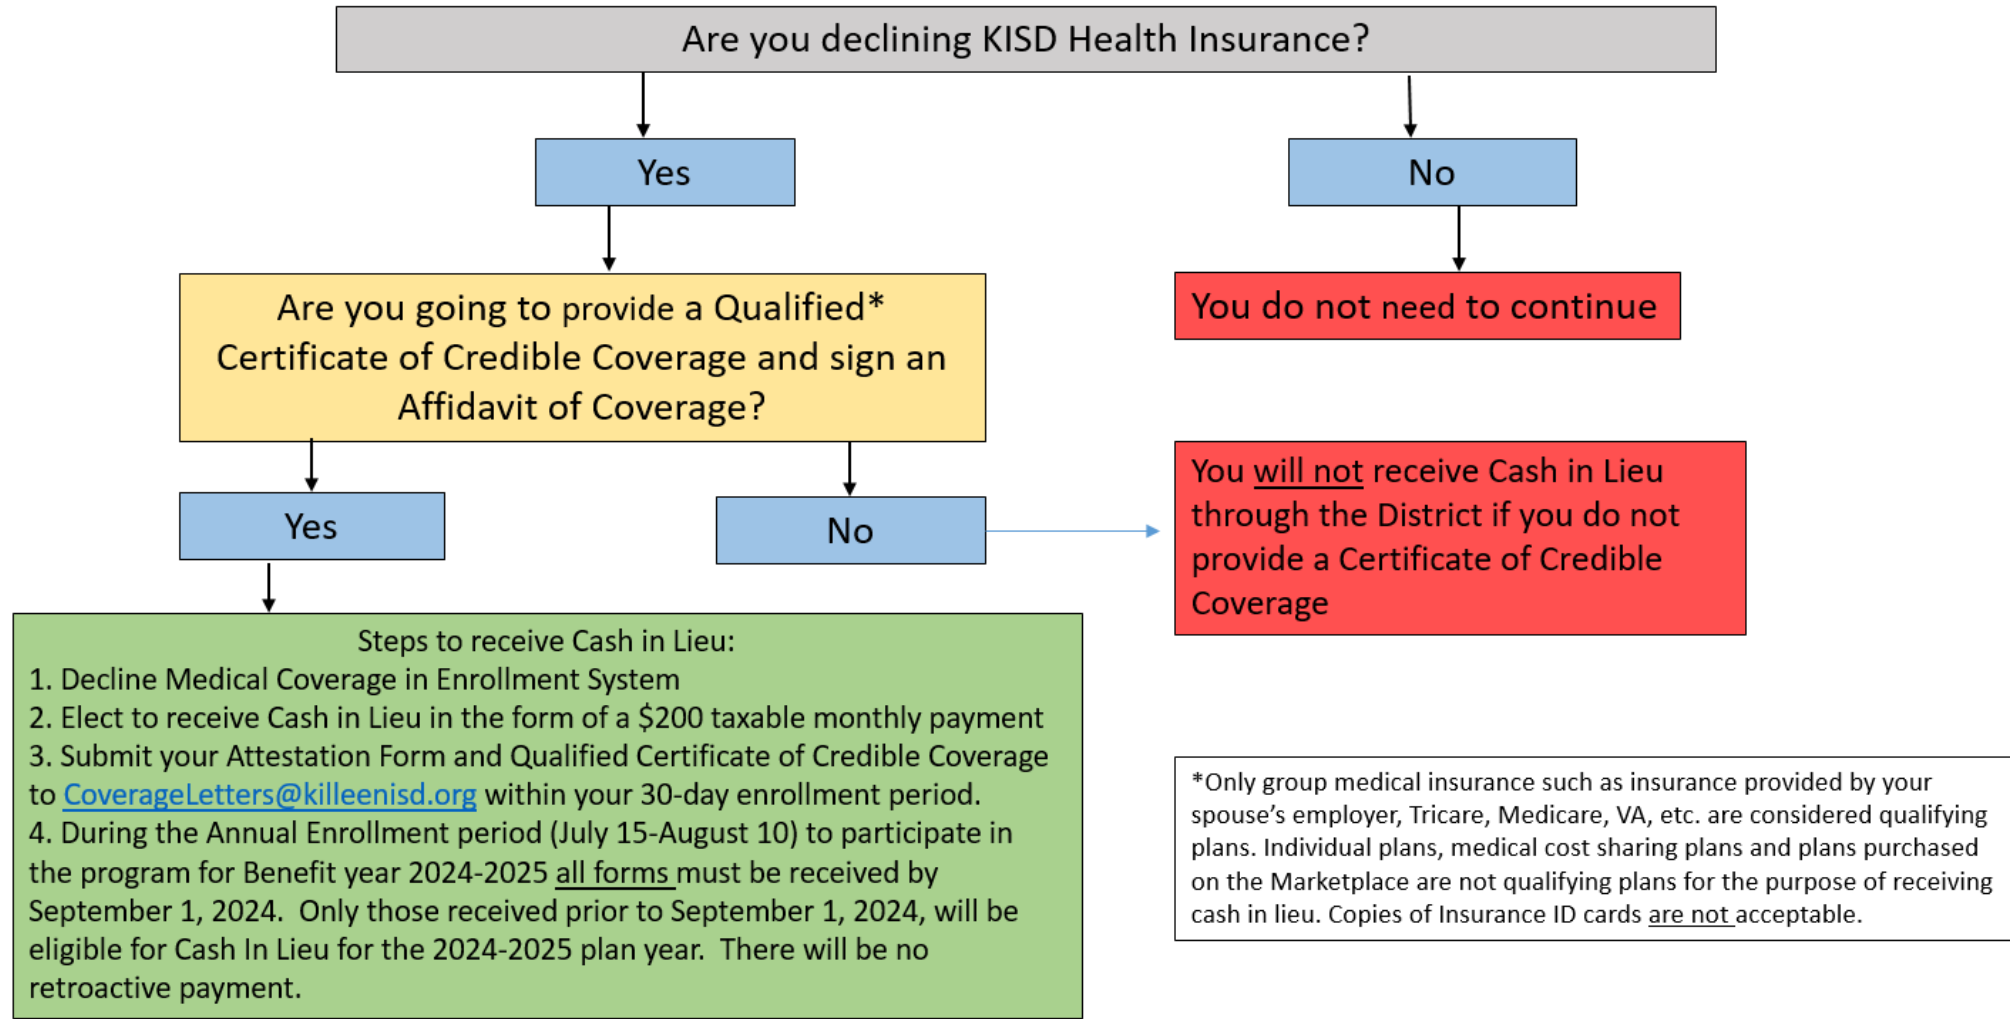 Are you declining KISD Health Insurance?
Yes
No
Are you going to provide a Qualified*
Certificate of Credible Coverage and sign an
Affidavit of Coverage?
You do not need to continue
Yes
No
You will not receive Cash in Lieu
through the District if you do not
provide a Certificate of Credible
Coverage
Steps to receive Cash in Lieu:
1. Decline Medical Coverage in Enrollment System
2. Elect to receive Cash in Lieu in the form of a $200 taxable monthly payment
3. Submit your Attestation Form and Qualified Certificate of Credible Coverage
to CoverageLetters@killeenisd.org within your 30-day enrollment period.
4. During the Annual Enrollment period (July 15-August 10) to participate in
the program for Benefit year 2024-2025 all forms must be received by
September 1, 2024.  Only those received prior to September 1, 2024, will be
eligible for Cash In Lieu for the 2024-2025 plan year.  There will be no
retroactive payment.
*Only group medical insurance such as insurance provided by your
spouse’s employer, Tricare, Medicare, VA, etc. are considered qualifying
plans. Individual plans, medical cost sharing plans and plans purchased
on the Marketplace are not qualifying plans for the purpose of receiving
cash in lieu. Copies of Insurance ID cards are not acceptable.